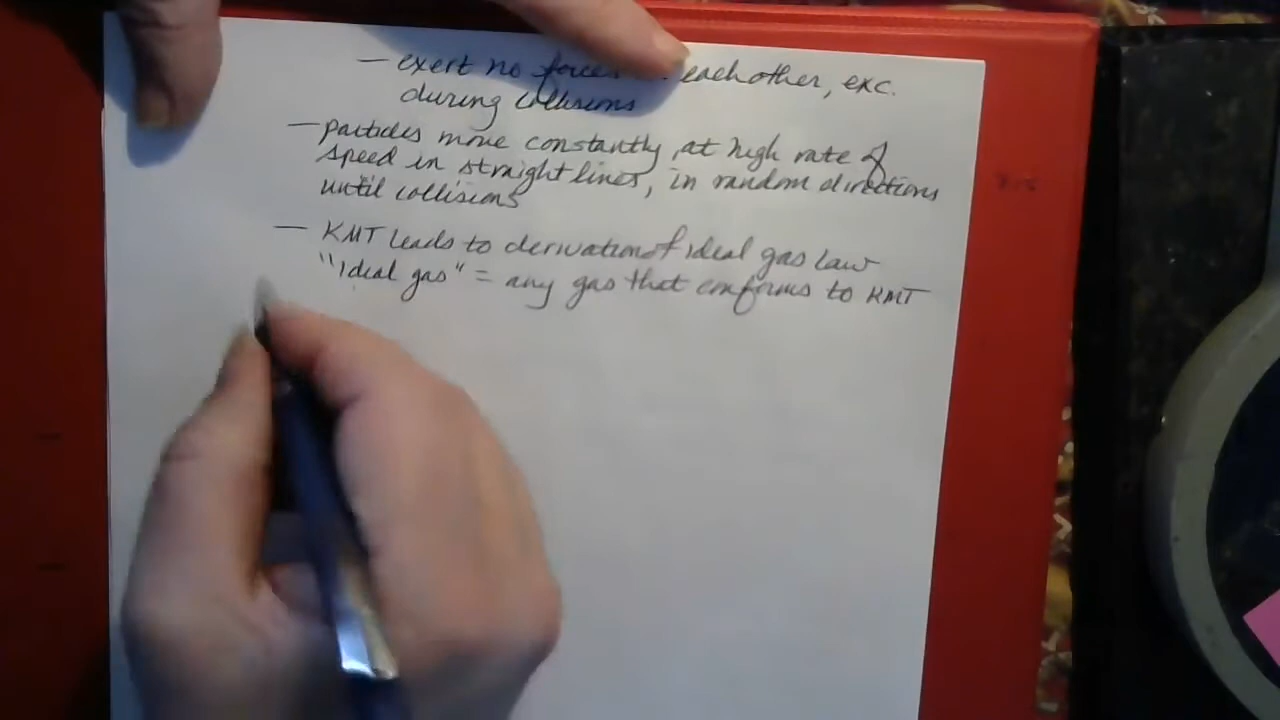 — exert no forces each other, exc.
during collisions
— particles move constantly, at high rate of
speed in straight lines, in random directions
until collisions
— KMT leads to derivation of ideal gas law
"ideal gas" = any gas that conforms to KMT